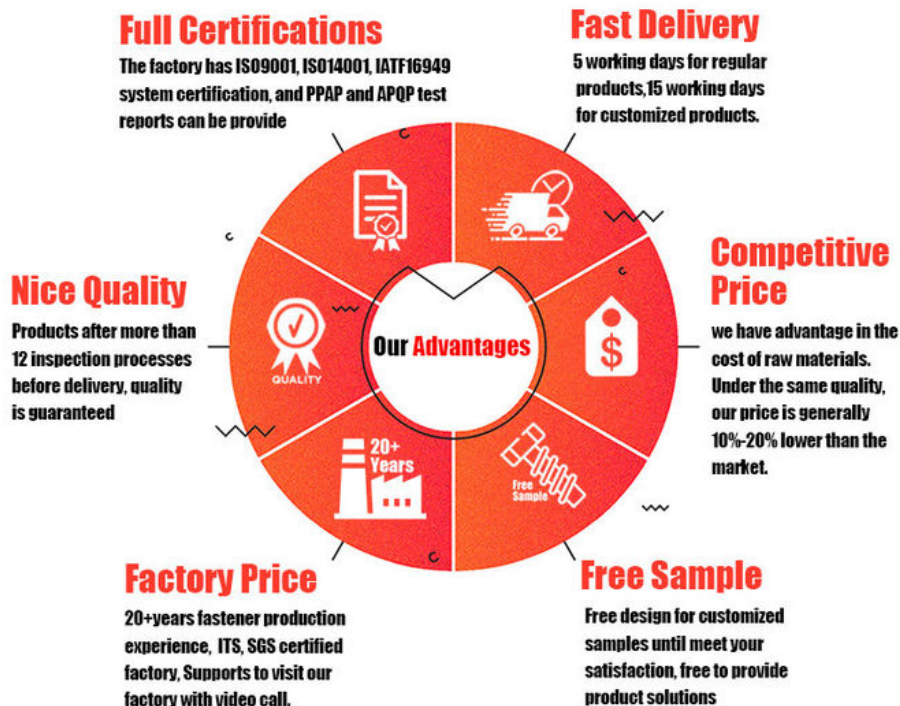 Full Certifications
The factory has ISO9001, ISO14001, IATF16949
system certification, and PPAP and APQP test
reports can be provide
Fast Delivery
5 working days for regular
products,15 working days
for customized products.
Nice Quality
Products after more than
12 inspection processes
before delivery, quality
is guaranteed
QUALITY
Our Advantages
$
Competitive
Price
we have advantage in the
cost of raw materials.
Under the same quality,
our price is generally
10%-20% lower than the
market.
20+
Years
Free
Sample
Factory Price
20+years fastener production
experience, ITS, SGS certified
factory, Supports to visit our
factory with video call.
Free Sample
Free design for customized
samples until meet your
satisfaction, free to provide
product solutions